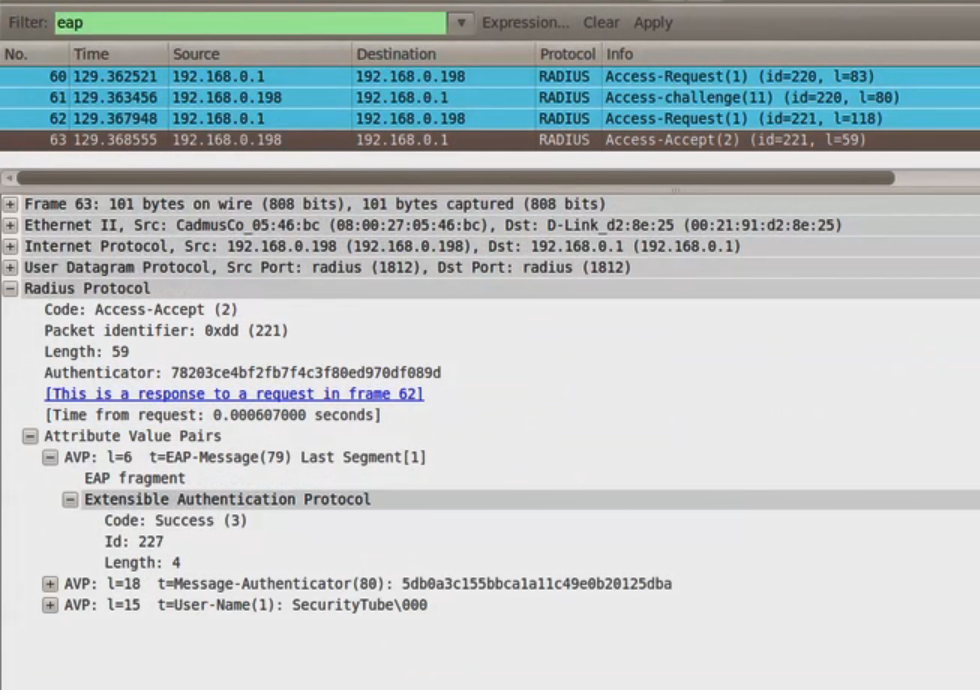 Filter: eap Expression... Clear Apply
No. Time Source Destination Protocol Info
60 129.362521 192.168.0.1 192.168.0.198 RADIUS Access-Request(1) (id=220, l=83)
61 129.363456 192.168.0.198 192.168.0.1 RADIUS Access-challenge(11) (id=220, l=80)
62 129.367948 192.168.0.1 192.168.0.198 RADIUS Access-Request(1) (id=221, l=118)
63 129.368555 192.168.0.198 192.168.0.1 RADIUS Access-Accept(2) (id=221, l=59)
Frame 63: 101 bytes on wire (808 bits), 101 bytes captured (808 bits)
Ethernet II, Src: CadmusCo_05:46:bc (08:00:27:05:46:bc), Dst: D-Link_d2:8e:25 (00:21:91:d2:8e:25)
Internet Protocol, Src: 192.168.0.198 (192.168.0.198), Dst: 192.168.0.1 (192.168.0.1)
User Datagram Protocol, Src Port: radius (1812), Dst Port: radius (1812)
Radius Protocol
Code: Access-Accept (2)
Packet identifier: 0xdd (221)
Length: 59
Authenticator: 78203ce4bf2fb7f4c3f80ed970df089d
[This is a response to a request in frame 62]
[Time from request: 0.000607000 seconds]
Attribute Value Pairs
AVP: l=6 t=EAP-Message(79) Last Segment[1]
EAP fragment
Extensible Authentication Protocol
Code: Success (3)
Id: 227
Length: 4
AVP: l=18 t=Message-Authenticator(80): 5db0a3c155bbca1a11c49e0b20125dba
AVP: l=15 t=User-Name(1): SecurityTube\000